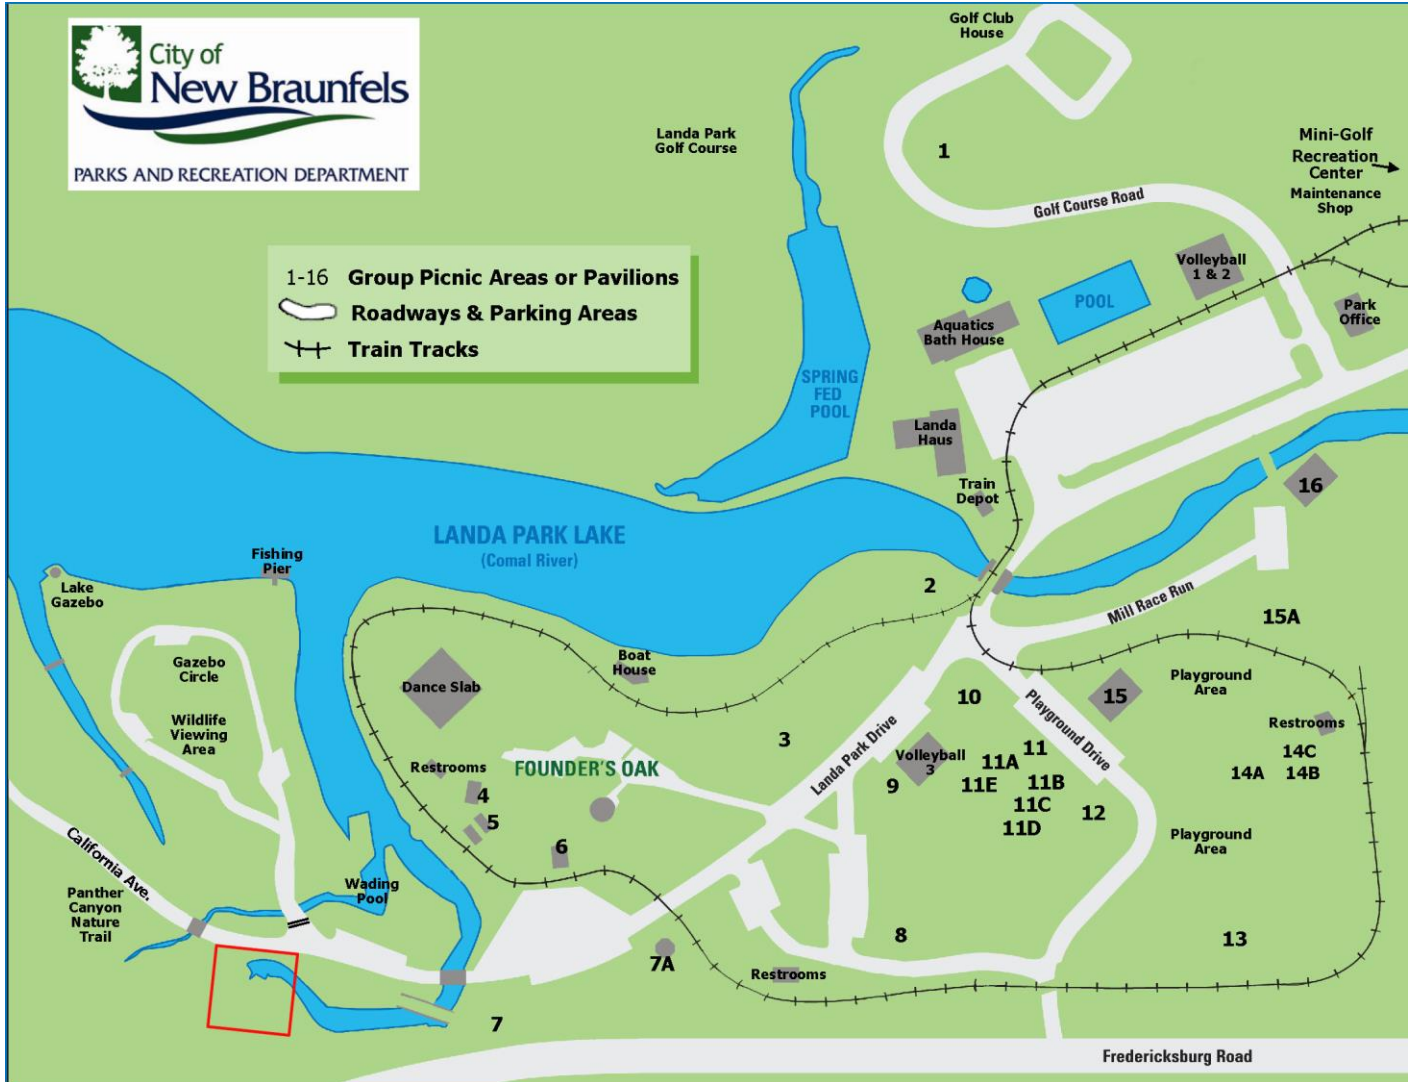 City of
New Braunfels
PARKS AND RECREATION DEPARTMENT
Golf Club
House
Landa Park
Golf Course
1
Mini-Golf
Recreation
Center
Maintenance
Shop
Golf Course Road
1-16 Group Picnic Areas or Pavilions
Roadways & Parking Areas
Train Tracks
Volleyball
1 & 2
POOL
Park
Office
Aquatics
Bath House
SPRING
FED
POOL
Landa
Haus
Train
Depot
16
LANDA PARK LAKE
(Comal River)
Fishing
Pier
Lake
Gazebo
2
Mill Race Run
15A
Gazebo
Circle
Wildlife
Viewing
Area
Dance Slab
Boat
House
Playground
Area
15
10
Playground Drive
Restrooms
3
Landa Park Drive
Volleyball
3
11
11A
14C
Restrooms
FOUNDER'S OAK
14A
14B
9
11E
11B
4
11C
12
5
11D
6
Playground
Area
California Ave.
Wading
Pool
Panther
Canyon
Nature
Trail
8
13
7A
Restrooms
7
Fredericksburg Road